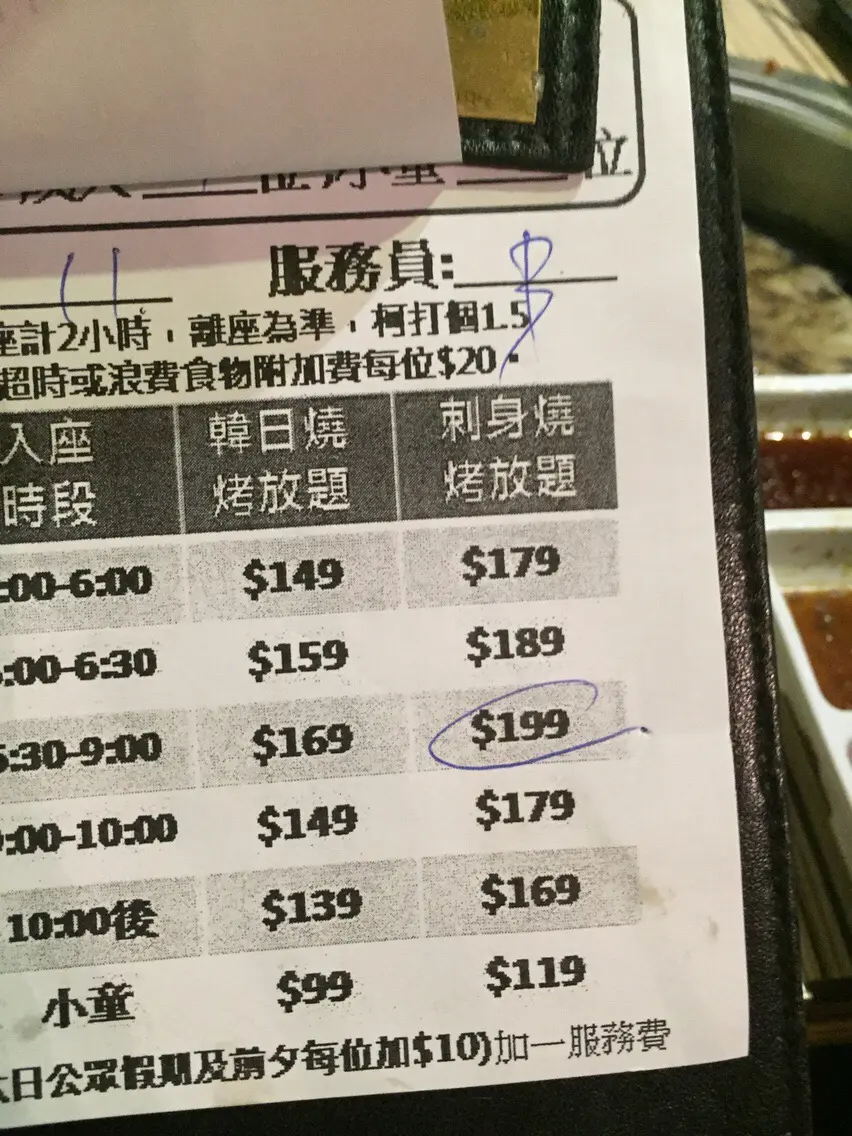 位
11 服務員:
座計2小時，離座為準，柯打個1.5
超時或浪費食物附加費每位$20。
入座時段 韓日燒烤放題 刺身燒烤放題
:00-6:00 $149 $179
:00-6:30 $159 $189
:30-9:00 $169 $199
:00-10:00 $149 $179
10:00後 $139 $169
小童 $99 $119
日公眾假期及前夕每位加$10)加一服務費